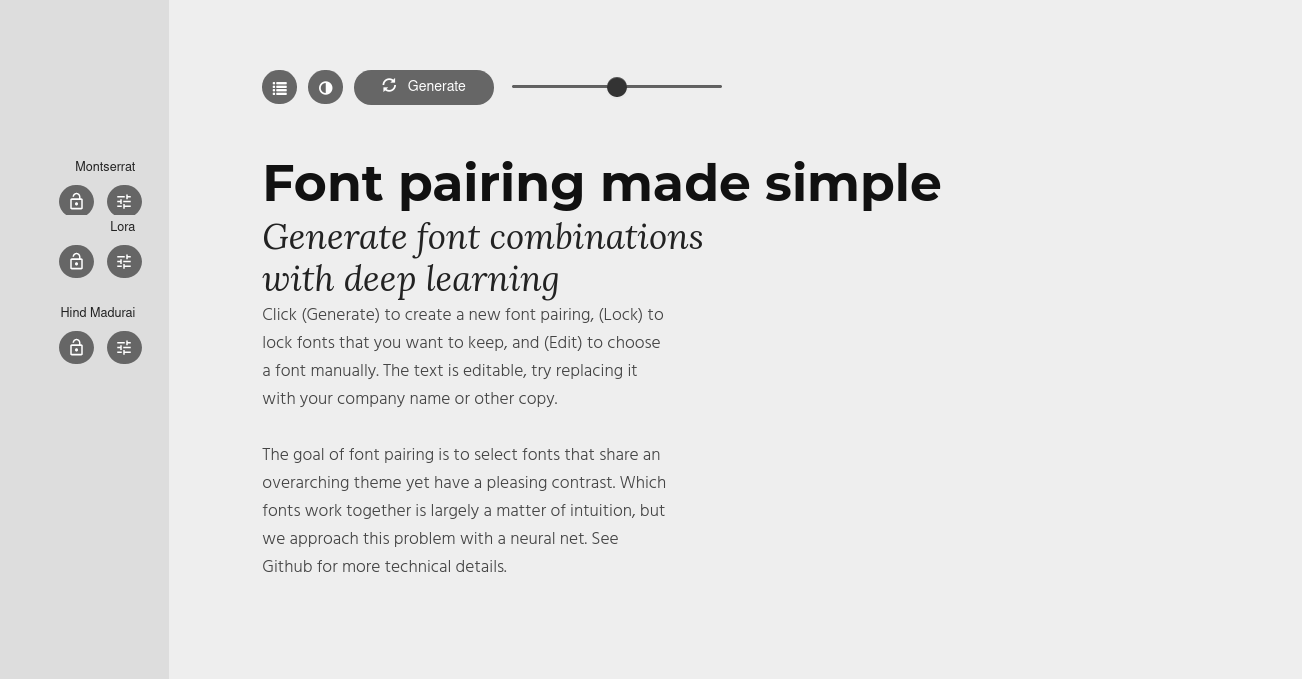 Generate
Montserrat
Lora
Hind Madurai
Font pairing made simple
Generate font combinations
with deep learning
Click (Generate) to create a new font pairing, (Lock) to
lock fonts that you want to keep, and (Edit) to choose
a font manually. The text is editable, try replacing it
with your company name or other copy.
The goal of font pairing is to select fonts that share an
overarching theme yet have a pleasing contrast. Which
fonts work together is largely a matter of intuition, but
we approach this problem with a neural net. See
Github for more technical details.